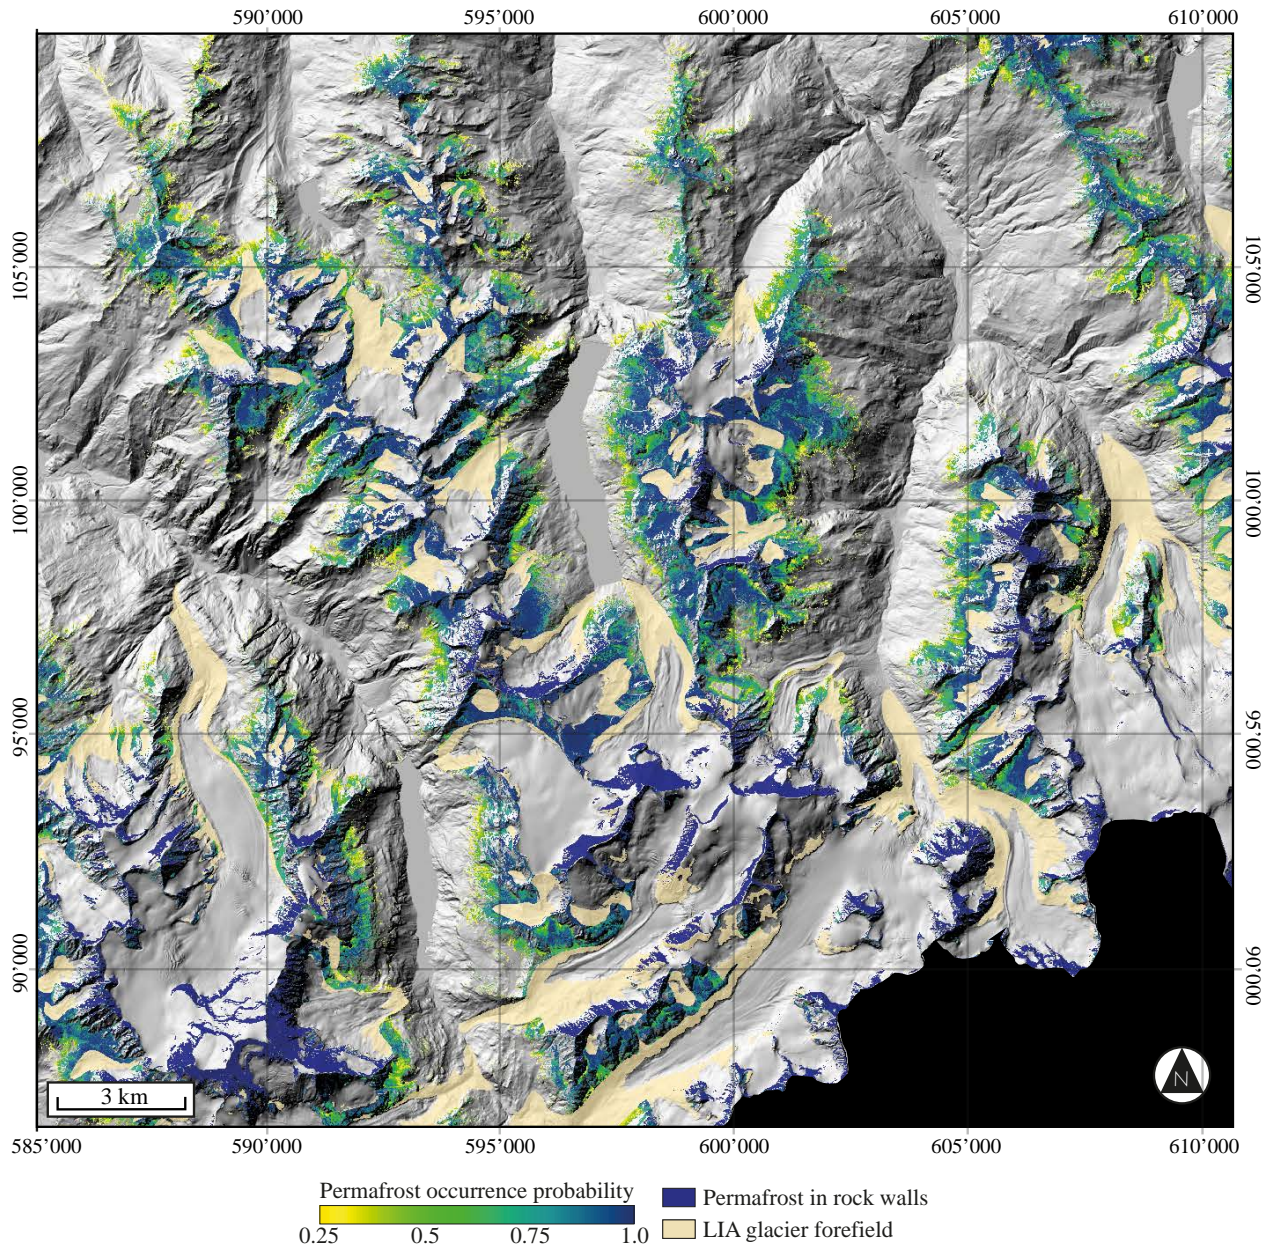 590’000 595’000 600’000 605’000 610’000
105’000 105’000
100’000 100’000
95’000 95’000
90’000 90’000
N
3 km
585’000 590’000 595’000 600’000 605’000 610’000
Permafrost occurrence probability
0.25 0.5 0.75 1.0
Permafrost in rock walls
LIA glacier forefield